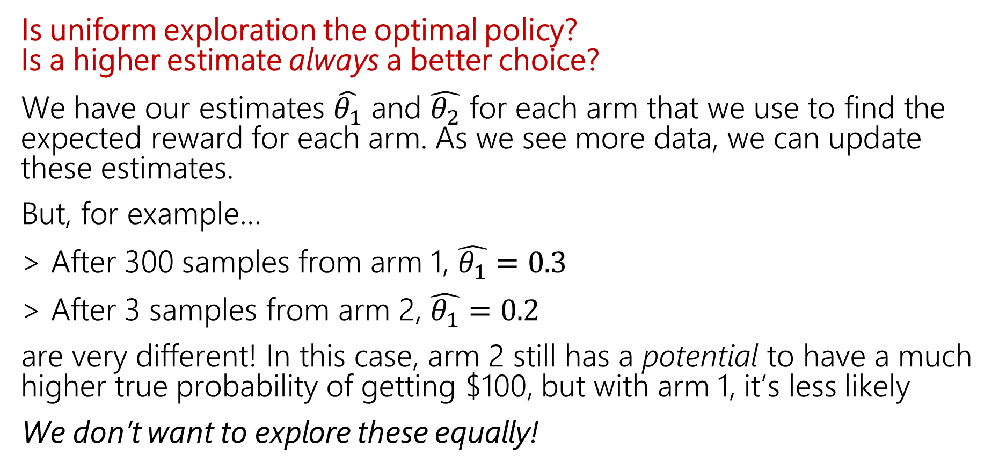 Is uniform exploration the optimal policy?
Is a higher estimate always a better choice?
We have our estimates $\widehat{\theta_1}$ and $\widehat{\theta_2}$ for each arm that we use to find the
expected reward for each arm. As we see more data, we can update
these estimates.
But, for example…
> After 300 samples from arm 1, $\widehat{\theta_1} = 0.3$
> After 3 samples from arm 2, $\widehat{\theta_1} = 0.2$
are very different! In this case, arm 2 still has a potential to have a much
higher true probability of getting $100, but with arm 1, it’s less likely
We don't want to explore these equally!